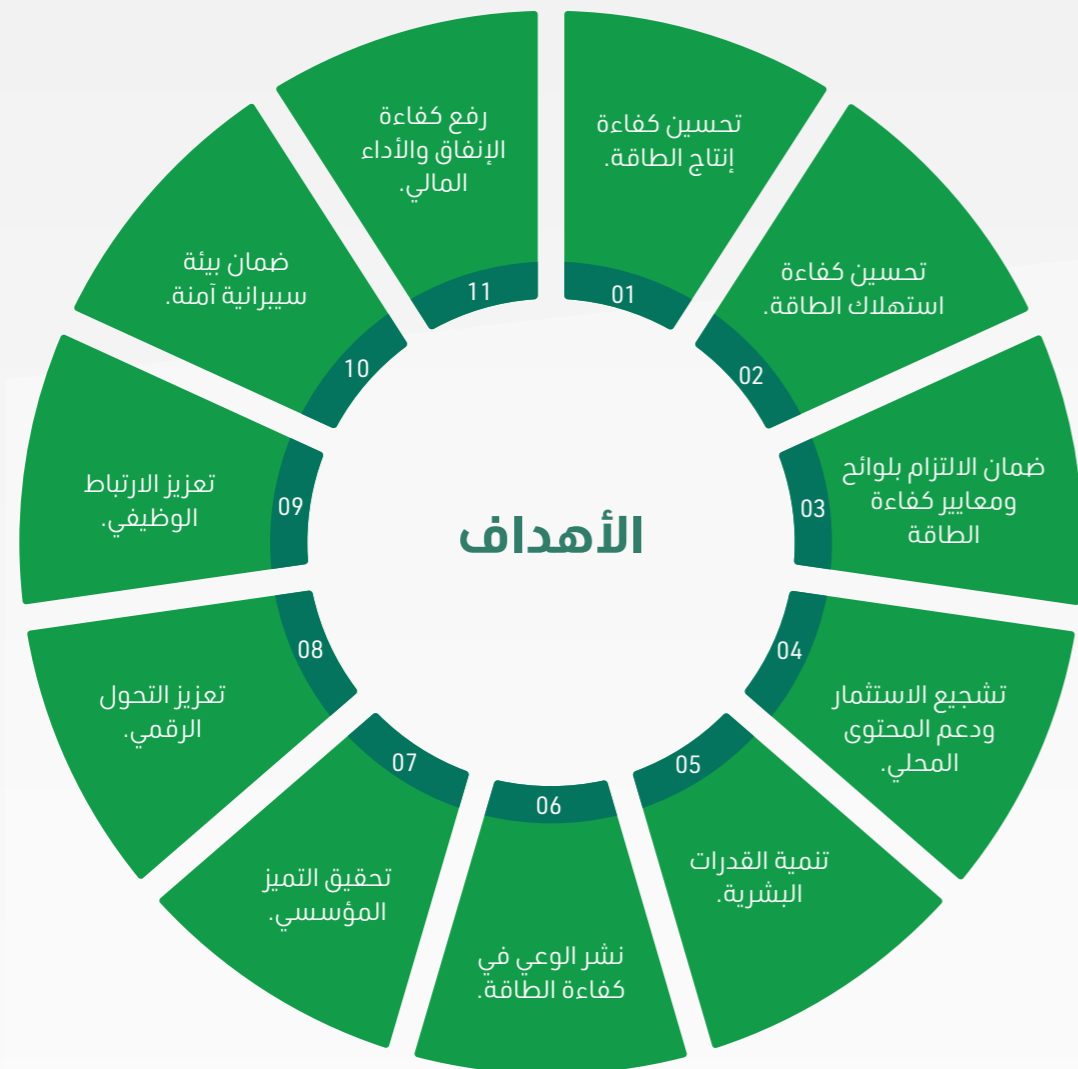 الأهداف
01
تحسين كفاءة
إنتاج الطاقة.
02
تحسين كفاءة
استهلاك الطاقة.
03
ضمان الالتزام بلوائح
ومعايير كفاءة
الطاقة
04
تشجيع الاستثمار
ودعم المحتوى
المحلي.
05
تنمية القدرات
البشرية.
06
نشر الوعي في
كفاءة الطاقة.
07
تحقيق التميز
المؤسسي.
08
تعزيز التحول
الرقمي.
09
تعزيز الارتباط
الوظيفي.
10
ضمان بيئة
سيبرانية آمنة.
11
رفع كفاءة
الإنفاق والأداء
المالي.